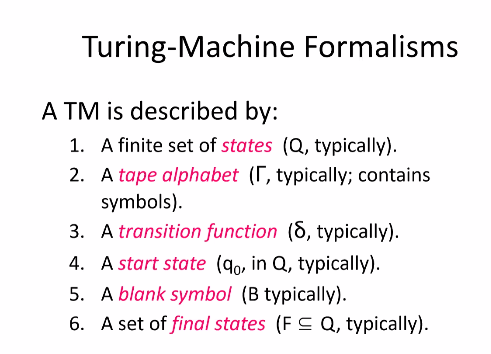 Turing-Machine Formalisms
A TM is described by:
1. A finite set of states (Q, typically).
2. A tape alphabet (Γ, typically; contains
symbols).
3. A transition function (δ, typically).
4. A start state (q₀, in Q, typically).
5. A blank symbol (B typically).
6. A set of final states (F ⊆ Q, typically).